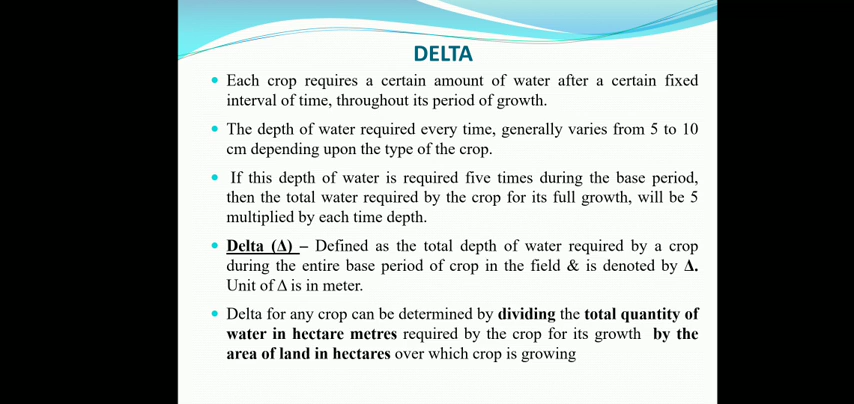 DELTA
• Each crop requires a certain amount of water after a certain fixed
interval of time, throughout its period of growth.
• The depth of water required every time, generally varies from 5 to 10
cm depending upon the type of the crop.
• If this depth of water is required five times during the base period,
then the total water required by the crop for its full growth, will be 5
multiplied by each time depth.
• Delta (Δ) – Defined as the total depth of water required by a crop
during the entire base period of crop in the field & is denoted by Δ.
Unit of Δ is in meter.
• Delta for any crop can be determined by dividing the total quantity of
water in hectare metres required by the crop for its growth by the
area of land in hectares over which crop is growing